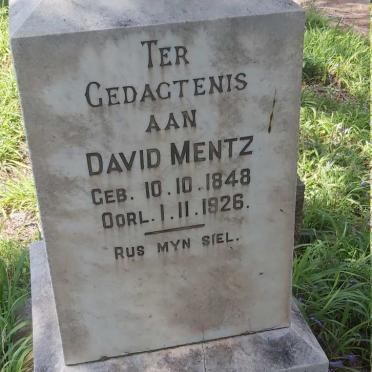 TER
GEDAGTENIS
AAN
DAVID MENTZ
GEB. 10.10.1848
OORL. 1.11.1926.
RUS MYN SIEL.